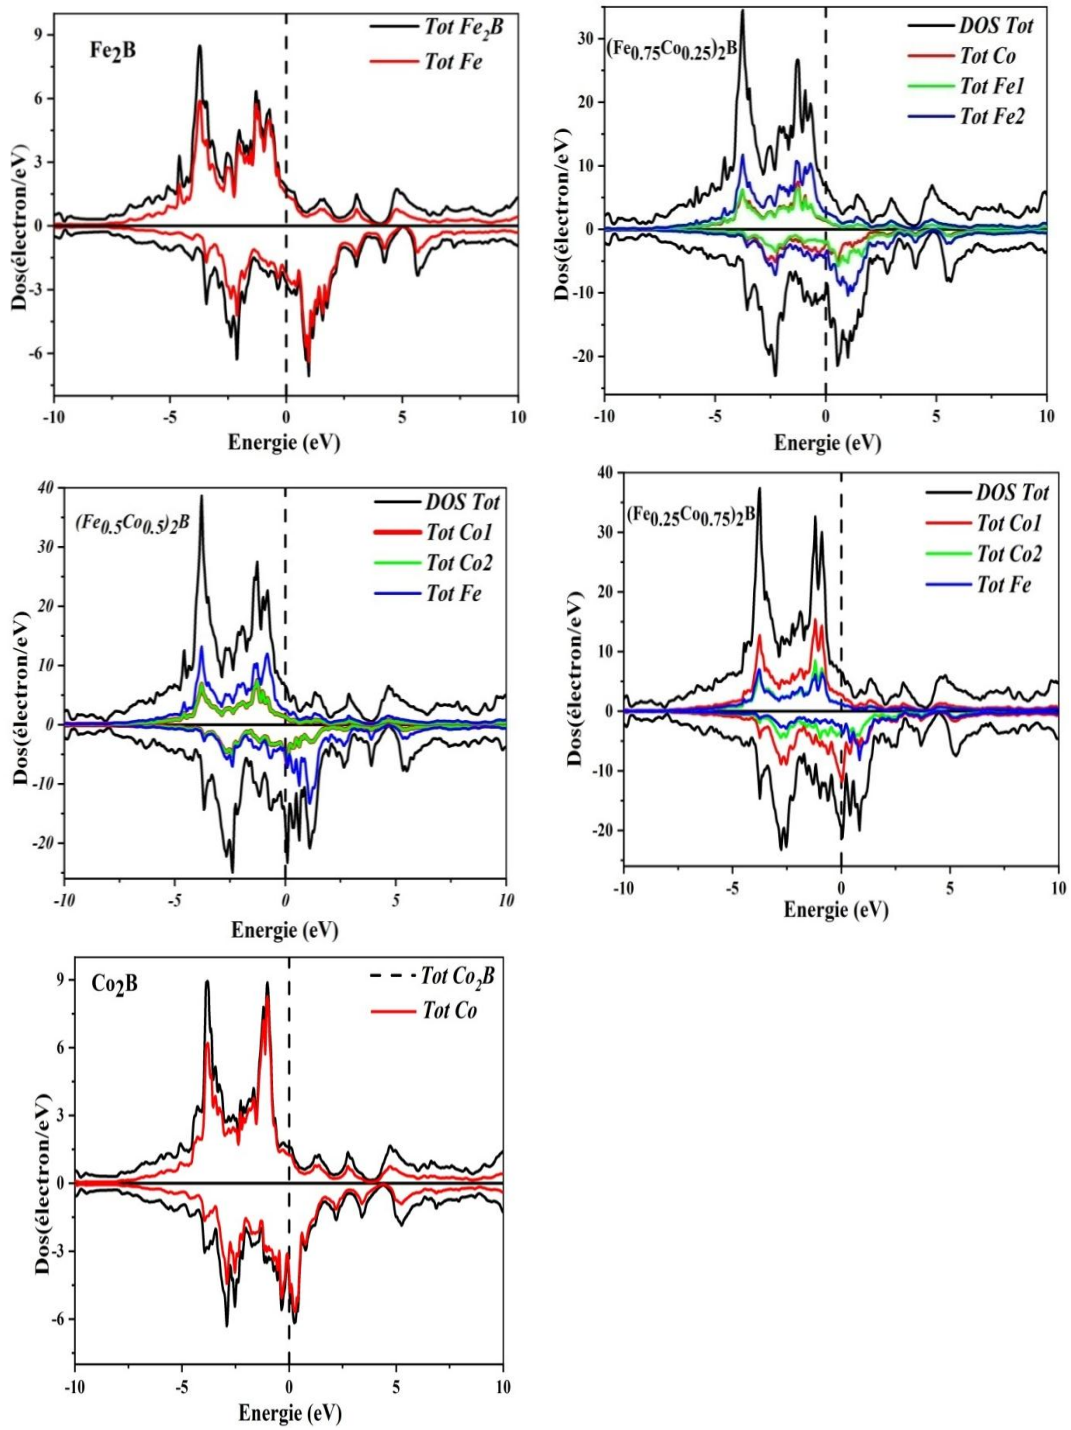 Fe2B
Tot Fe2B
Tot Fe
9
6
3
0
-3
-6
-10
-5
0
5
10
Dos(électron/eV)
Energie (eV)
(Fe0.75Co0.25)2B
DOS Tot
Tot Co
Tot Fe1
Tot Fe2
30
20
10
0
-10
-20
-10
-5
0
5
10
Dos(électron/eV)
Energie (eV)
(Fe0.5Co0.5)2B
DOS Tot
Tot Co1
Tot Co2
Tot Fe
40
30
20
10
0
-10
-20
-10
-5
0
5
10
Dos(électron/eV)
Energie (eV)
(Fe0.25Co0.75)2B
DOS Tot
Tot Co1
Tot Co2
Tot Fe
40
30
20
10
0
-10
-20
-10
-5
0
5
10
Dos(électron/eV)
Energie (eV)
Co2B
Tot Co2B
Tot Co
9
6
3
0
-3
-6
-10
-5
0
5
10
Dos(électron/eV)
Energie (eV)